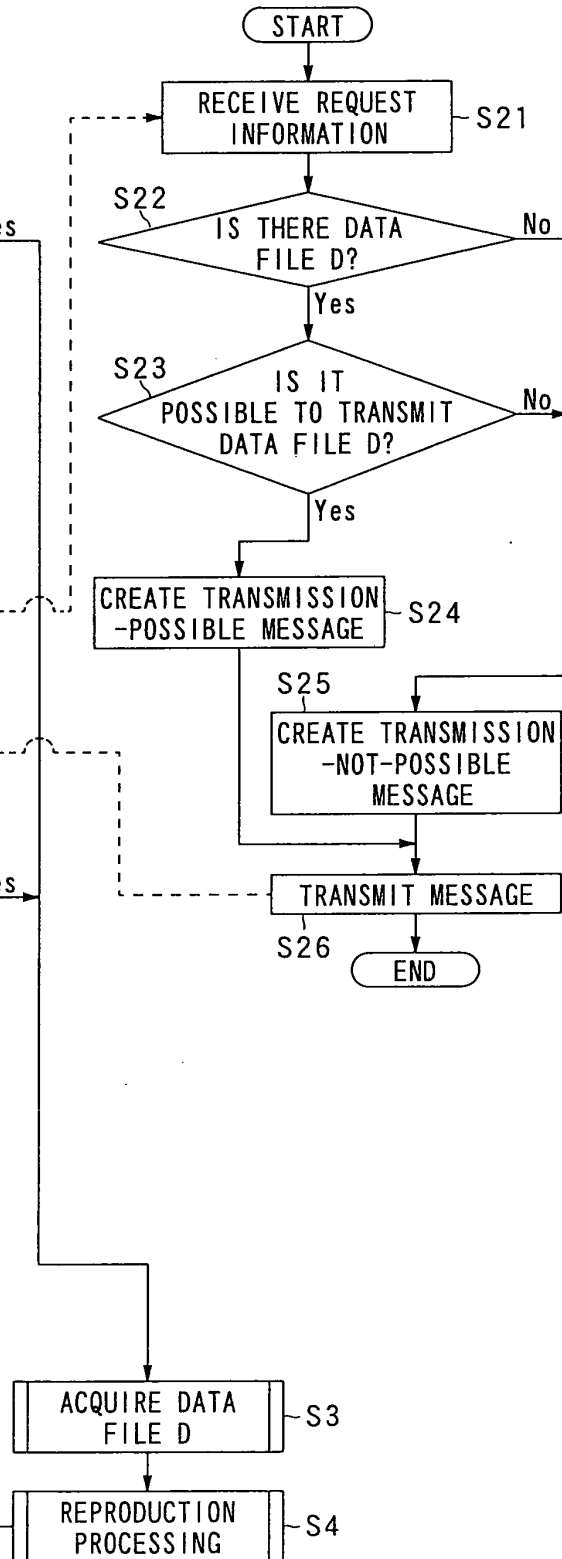 START
RECEIVE REQUEST
INFORMATION
S21
S22
IS THERE DATA
FILE D?
No
es
Yes
S23
IS IT
POSSIBLE TO TRANSMIT
DATA FILE D?
No
Yes
CREATE TRANSMISSION
-POSSIBLE MESSAGE
S24
S25
CREATE TRANSMISSION
-NOT-POSSIBLE
MESSAGE
es
TRANSMIT MESSAGE
S26
END
ACQUIRE DATA
FILE D
S3
REPRODUCTION
PROCESSING
S4